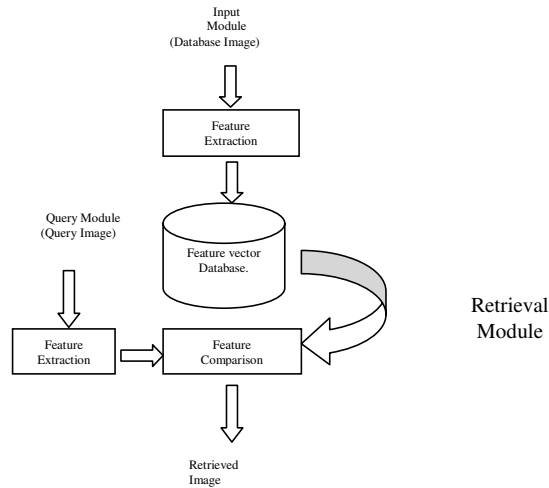 Input
Module
(Database Image)
Feature
Extraction
Query Module
(Query Image)
Feature vector
Database.
Retrieval
Module
Feature
Extraction
Feature
Comparison
Retrieved
Image